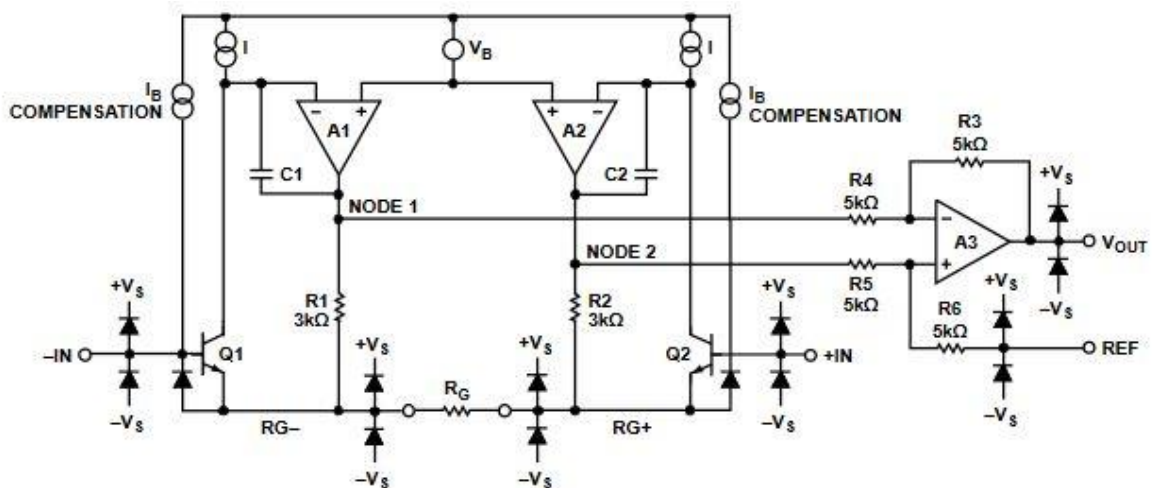 I
V_B
I
I_B
COMPENSATION
I_B
COMPENSATION
A1
A2
C1
C2
NODE 1
NODE 2
R1
3kΩ
R2
3kΩ
R3
5kΩ
R4
5kΩ
R5
5kΩ
R6
5kΩ
A3
+V_S
V_OUT
–V_S
+V_S
–IN
–V_S
Q1
+V_S
R_G
+V_S
Q2
+V_S
+IN
–V_S
REF
–V_S
RG–
–V_S
–V_S
RG+